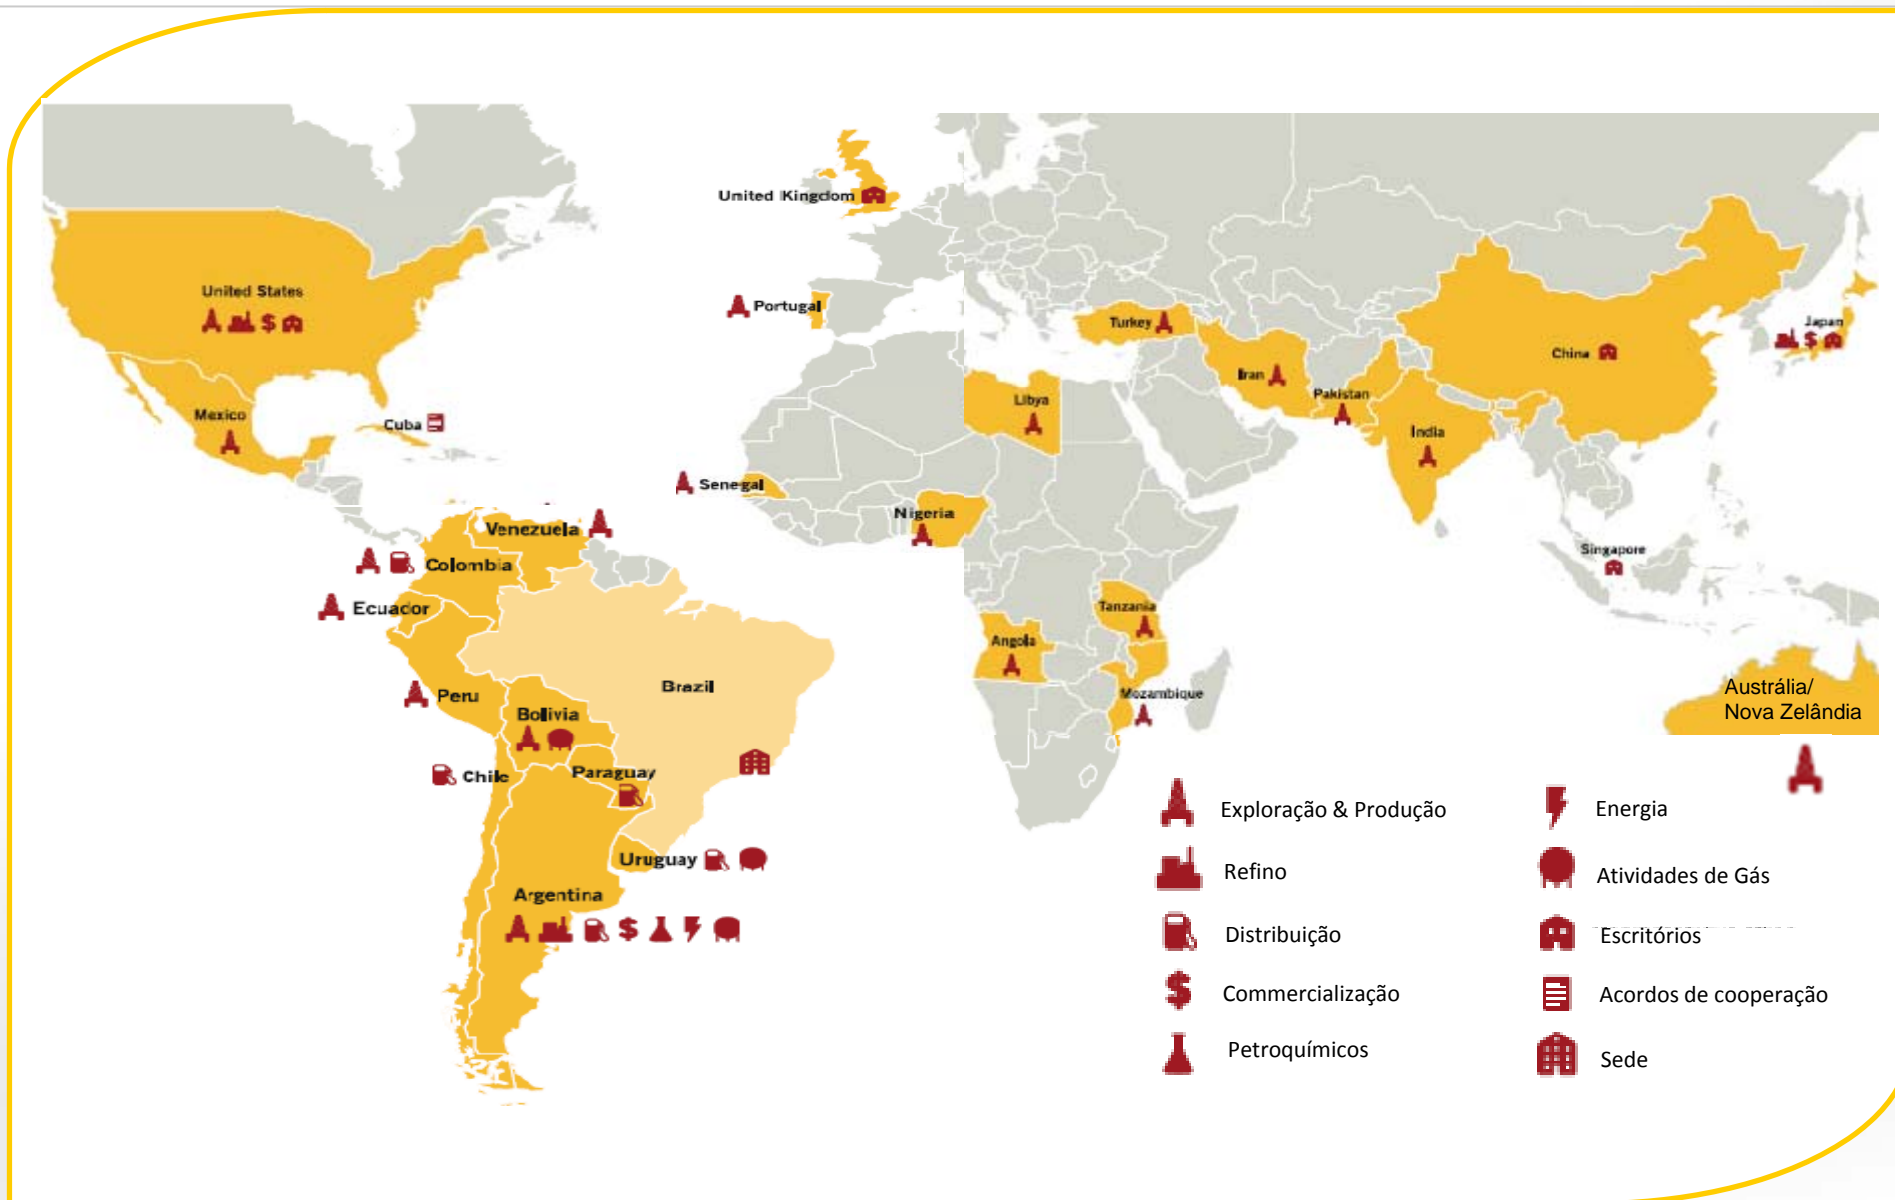 United Kingdom
United States
Portugal
Turkey
Japan
China
Iran
Pakistan
Libya
Mexico
Cuba
India
Senegal
Nigeria
Venezuela
Singapore
Colombia
Ecuador
Tanzania
Angola
Brazil
Peru
Mozambique
Austrália/
Nova Zelândia
Bolivia
Paraguay
Chile
Uruguay
Argentina
Exploração & Produção
Energia
Refino
Atividades de Gás
Distribuição
Escritórios
$ Commercialização
Acordos de cooperação
Petroquímicos
Sede